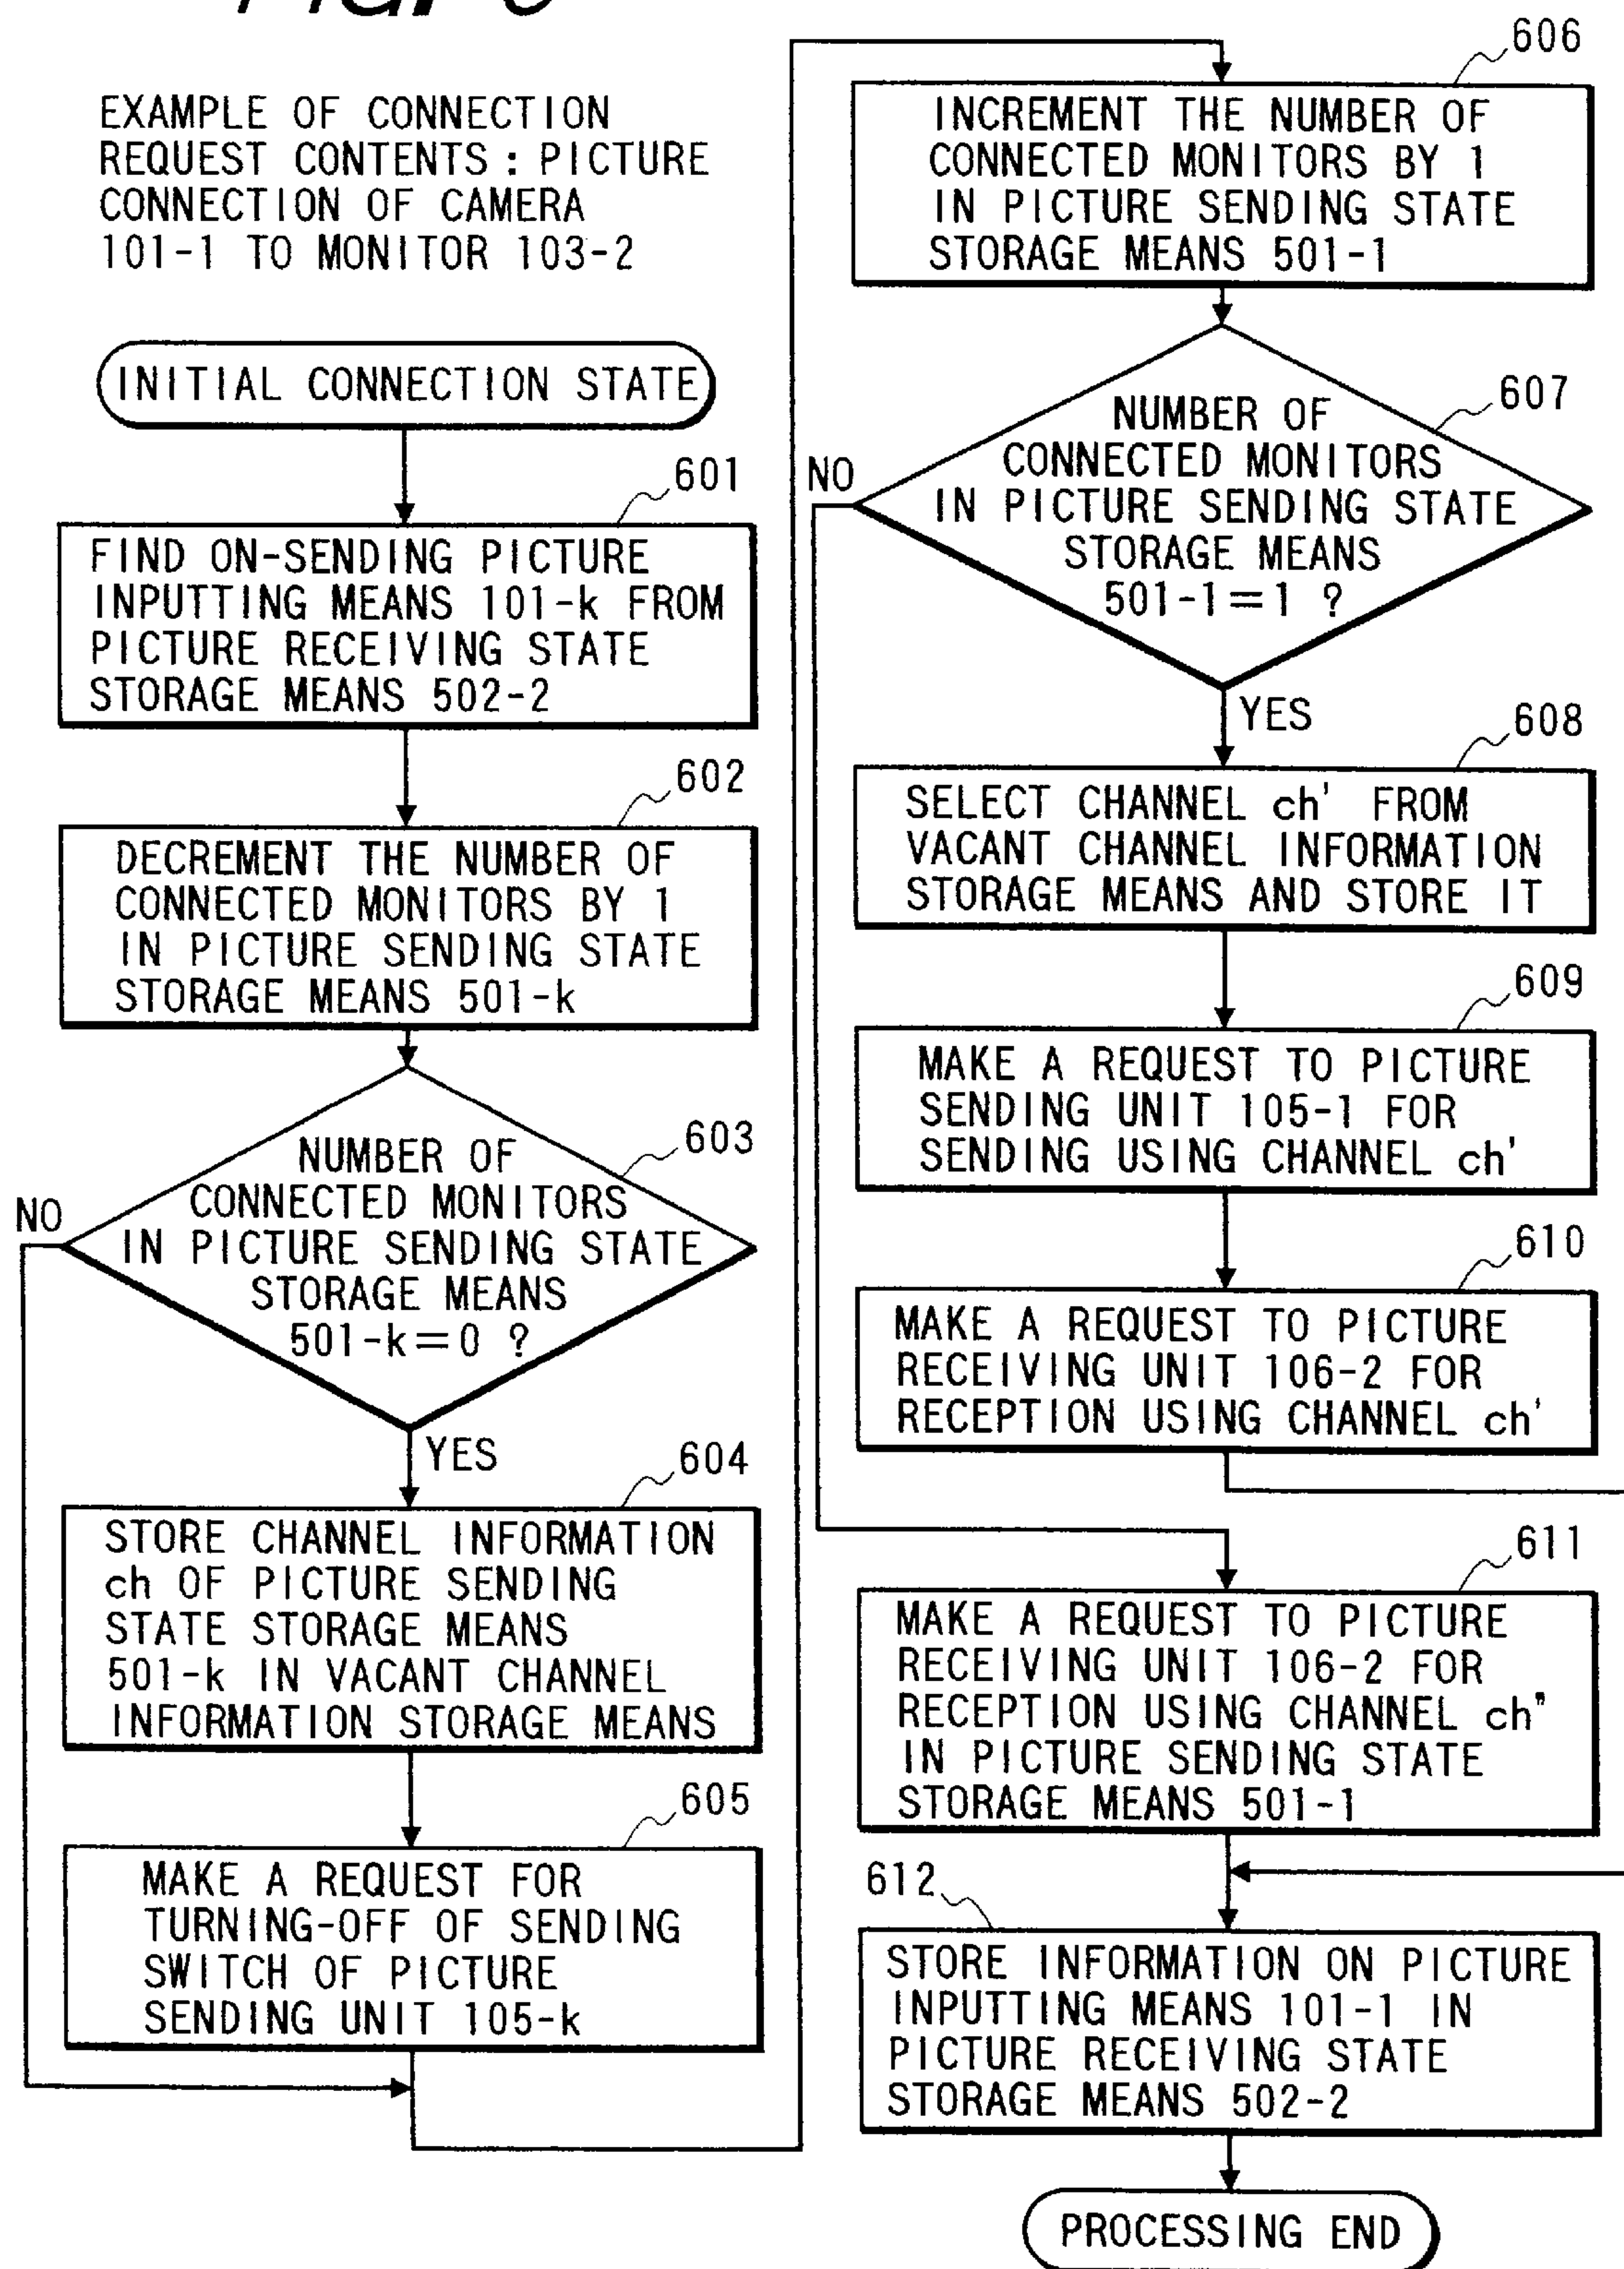 EXAMPLE OF CONNECTION
REQUEST CONTENTS : PICTURE
CONNECTION OF CAMERA
101-1 TO MONITOR 103-2
INITIAL CONNECTION STATE
601
FIND ON-SENDING PICTURE
INPUTTING MEANS 101-k FROM
PICTURE RECEIVING STATE
STORAGE MEANS 502-2
602
DECREMENT THE NUMBER OF
CONNECTED MONITORS BY 1
IN PICTURE SENDING STATE
STORAGE MEANS 501-k
603
NUMBER OF
CONNECTED MONITORS
IN PICTURE SENDING STATE
STORAGE MEANS
501-k=0 ?
NO
YES
604
STORE CHANNEL INFORMATION
ch OF PICTURE SENDING
STATE STORAGE MEANS
501-k IN VACANT CHANNEL
INFORMATION STORAGE MEANS
605
MAKE A REQUEST FOR
TURNING-OFF OF SENDING
SWITCH OF PICTURE
SENDING UNIT 105-k
606
INCREMENT THE NUMBER OF
CONNECTED MONITORS BY 1
IN PICTURE SENDING STATE
STORAGE MEANS 501-1
607
NUMBER OF
CONNECTED MONITORS
IN PICTURE SENDING STATE
STORAGE MEANS
501-1=1 ?
NO
YES
608
SELECT CHANNEL ch' FROM
VACANT CHANNEL INFORMATION
STORAGE MEANS AND STORE IT
609
MAKE A REQUEST TO PICTURE
SENDING UNIT 105-1 FOR
SENDING USING CHANNEL ch'
610
MAKE A REQUEST TO PICTURE
RECEIVING UNIT 106-2 FOR
RECEPTION USING CHANNEL ch'
611
MAKE A REQUEST TO PICTURE
RECEIVING UNIT 106-2 FOR
RECEPTION USING CHANNEL ch"
IN PICTURE SENDING STATE
STORAGE MEANS 501-1
612
STORE INFORMATION ON PICTURE
INPUTTING MEANS 101-1 IN
PICTURE RECEIVING STATE
STORAGE MEANS 502-2
PROCESSING END